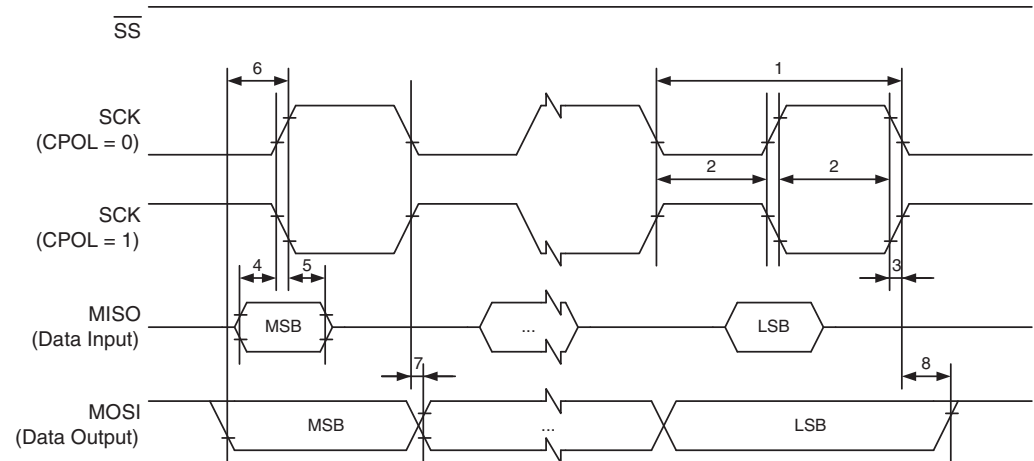 S̅S̅
6
1
SCK
(CPOL = 0)
2
2
SCK
(CPOL = 1)
4
5
3
MISO
(Data Input)
MSB
...
LSB
7
8
MOSI
(Data Output)
MSB
...
LSB